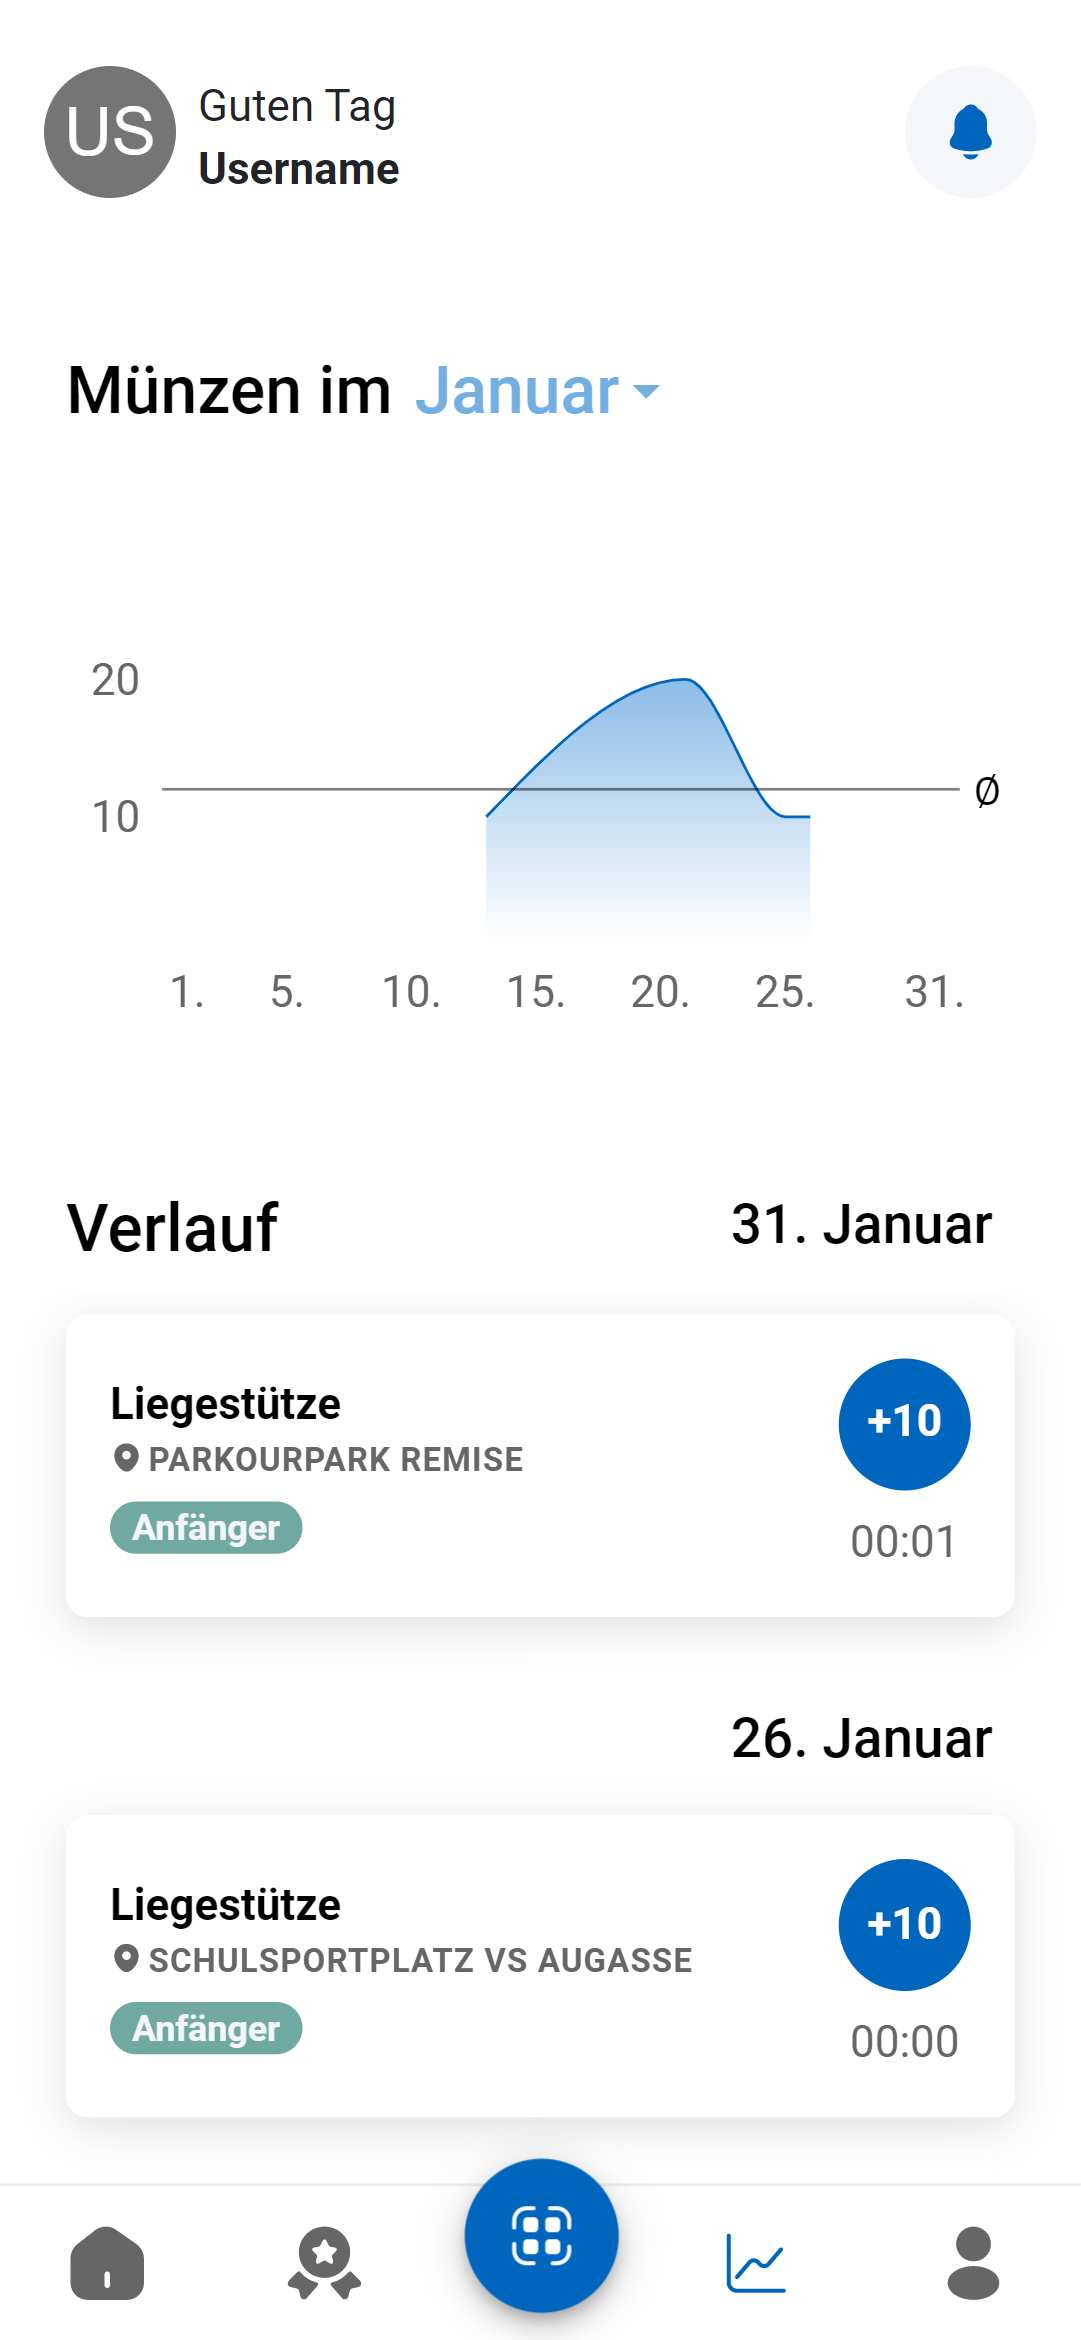 US
Guten Tag
Username
Münzen im Januar
20
10
Ø
1. 5. 10. 15. 20. 25. 31.
Verlauf
31. Januar
Liegestütze
PARKOURPARK REMISE
Anfänger
+10
00:01
26. Januar
Liegestütze
SCHULSPORTPLATZ VS AUGASSE
Anfänger
+10
00:00